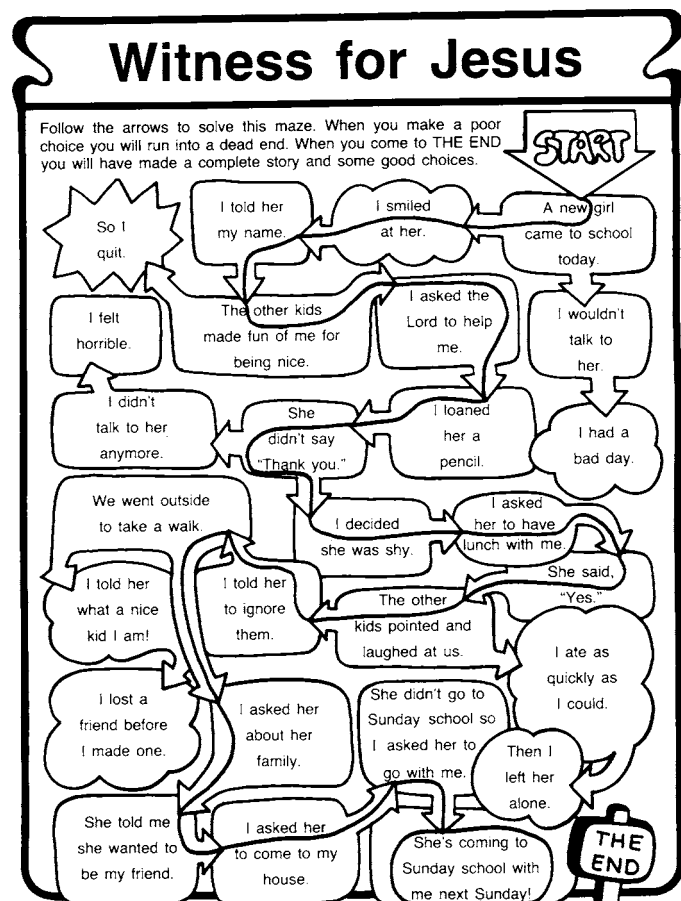 Witness for Jesus
Follow the arrows to solve this maze. When you make a poor
choice you will run into a dead end. When you come to THE END
you will have made a complete story and some good choices.
START
A new girl
came to school
today.
I smiled
at her.
I told her
my name.
So I
quit.
The other kids
made fun of me for
being nice.
I asked the
Lord to help
me.
I wouldn't
talk to
her.
I felt
horrible.
I didn't
talk to her
anymore.
She
didn't say
"Thank you."
I loaned
her a
pencil.
I had a
bad day.
We went outside
to take a walk.
I decided
she was shy.
I asked
her to have
lunch with me.
She said,
"Yes."
I told her
what a nice
kid I am!
I told her
to ignore
them.
The other
kids pointed and
laughed at us.
I ate as
quickly as
I could.
I lost a
friend before
I made one.
I asked her
about her
family.
She didn't go to
Sunday school so
I asked her to
go with me.
Then I
left her
alone.
She told me
she wanted to
be my friend.
I asked her
to come to my
house.
She's coming to
Sunday school with
me next Sunday!
THE
END